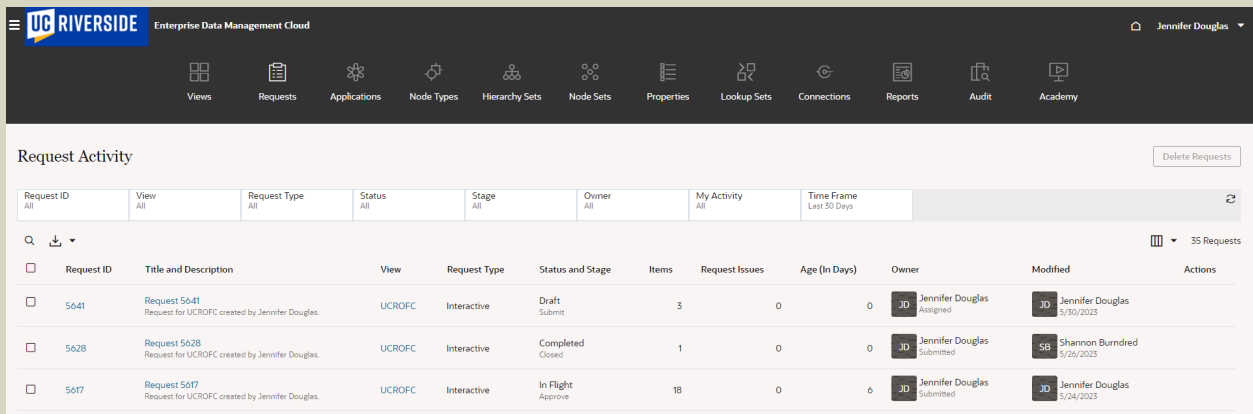 UC RIVERSIDE Enterprise Data Management Cloud Jennifer Douglas
Views Requests Applications Node Types Hierarchy Sets Node Sets Properties Lookup Sets Connections Reports Audit Academy
Request Activity Delete Requests
Request ID View Request Type Status Stage Owner My Activity Time Frame
All All All All All All All Last 30 Days
35 Requests
Request ID Title and Description View Request Type Status and Stage Items Request Issues Age (In Days) Owner Modified Actions
5641 Request 5641 UCROFC Interactive Draft 3 0 0 JD Jennifer Douglas JD Jennifer Douglas
Request for UCROFC created by Jennifer Douglas. Submit Assigned 5/30/2023
5628 Request 5628 UCROFC Interactive Completed 1 0 0 JD Jennifer Douglas SB Shannon Burndred
Request for UCROFC created by Jennifer Douglas. Closed Submitted 5/26/2023
5617 Request 5617 UCROFC Interactive In Flight 18 0 6 JD Jennifer Douglas JD Jennifer Douglas
Request for UCROFC created by Jennifer Douglas. Approve Submitted 5/24/2023